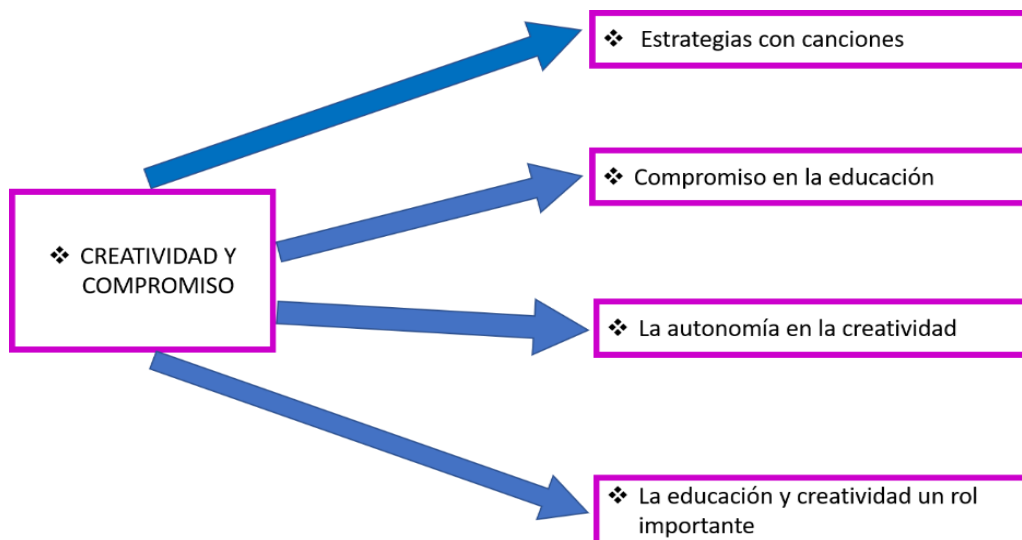 ❖ Estrategias con canciones
❖ Compromiso en la educación
❖ CREATIVIDAD Y
COMPROMISO
❖ La autonomía en la creatividad
❖ La educación y creatividad un rol
importante